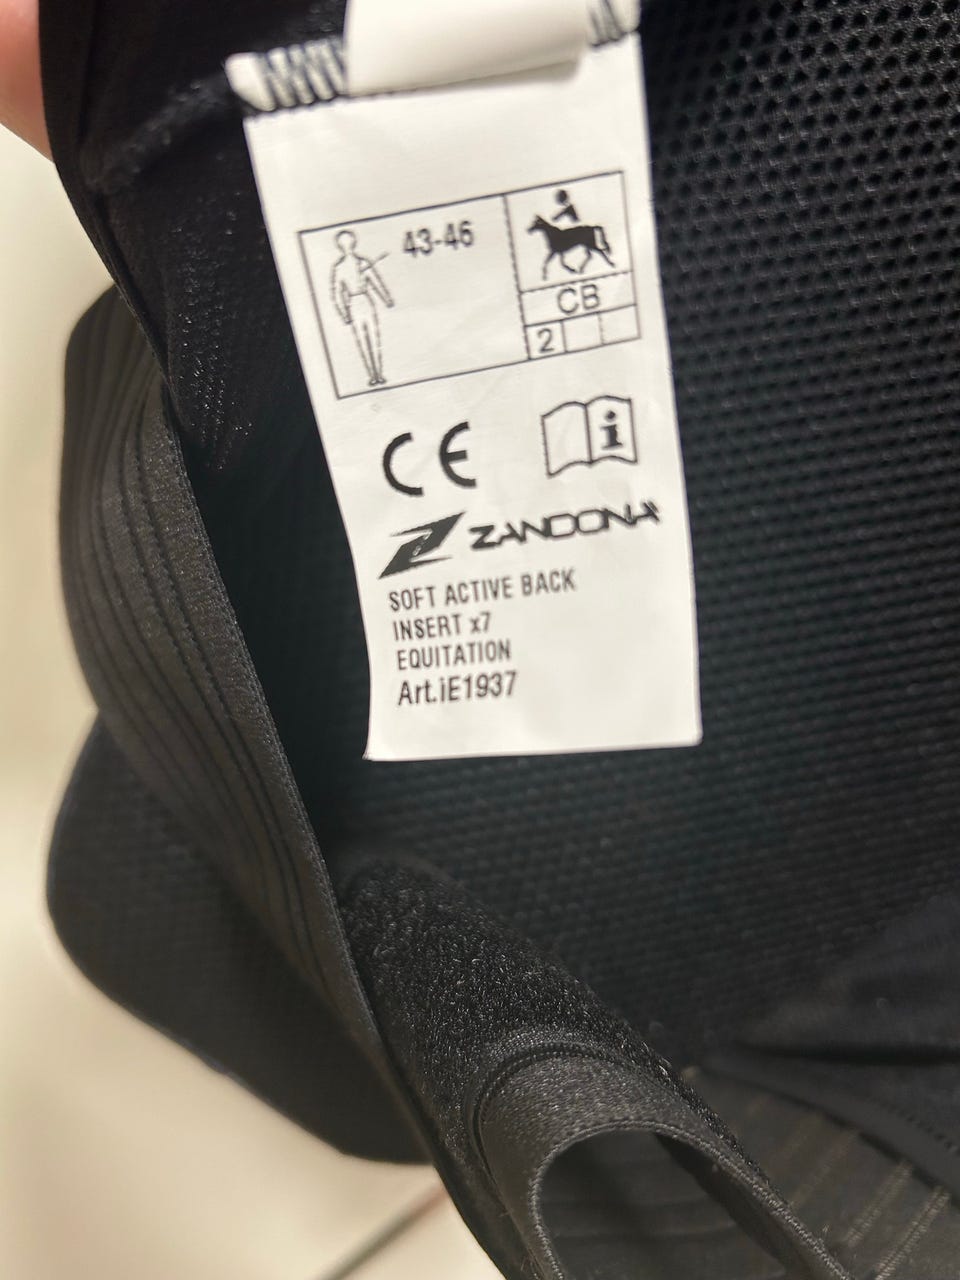 43-46
CB
2
CE
i
ZANDONA
SOFT ACTIVE BACK
INSERT x7
EQUITATION
Art.iE1937